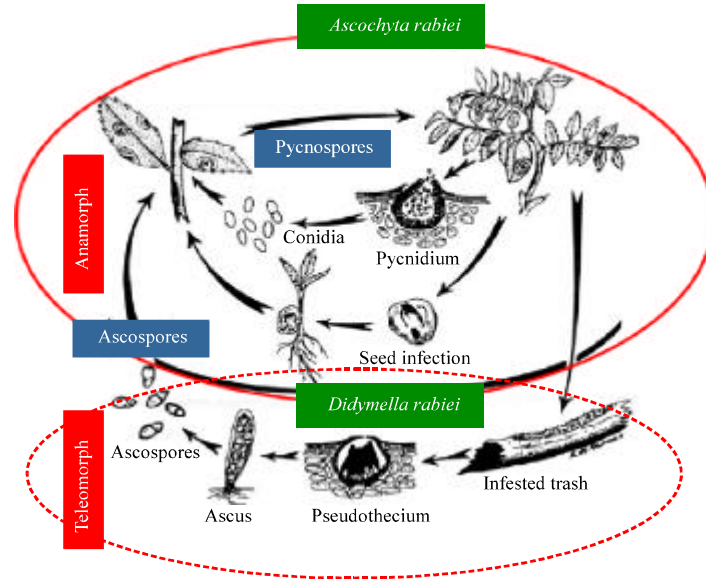 Ascochyta rabiei
Pycnospores
Anamorph
Conidia
Pycnidium
Ascospores
Seed infection
Didymella rabiei
Teleomorph
Ascospores
Infested trash
Ascus
Pseudothecium